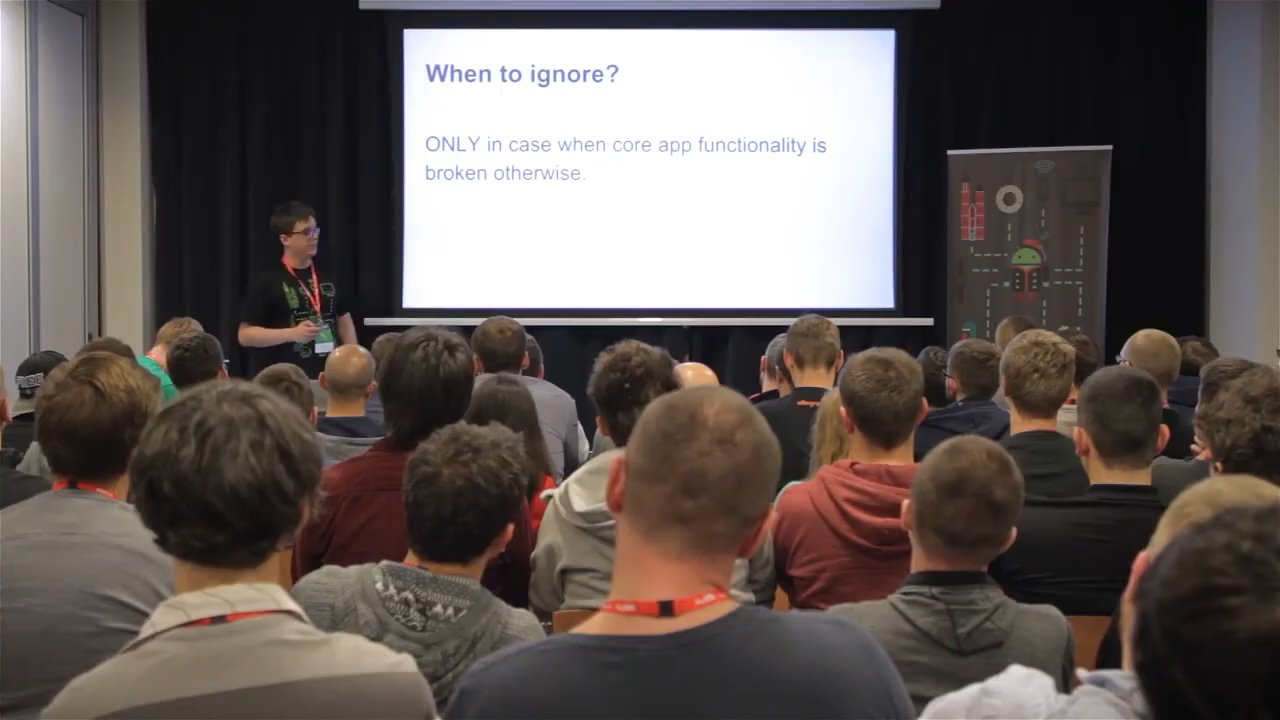 When to ignore?
ONLY in case when core app functionality is
broken otherwise.